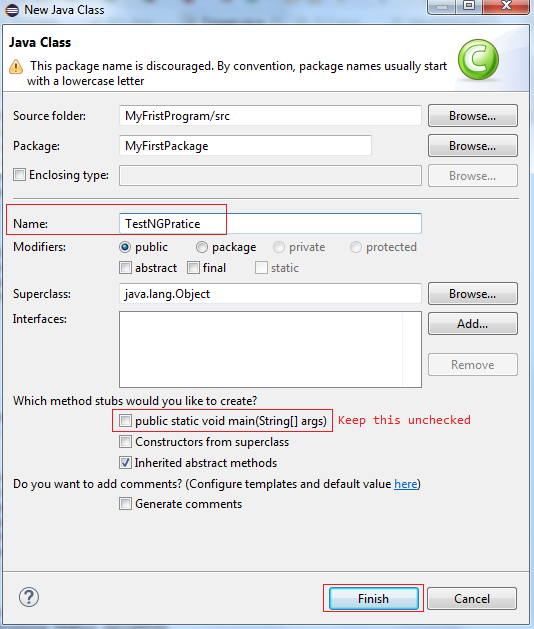 New Java Class
Java Class
This package name is discouraged. By convention, package names usually start
with a lowercase letter
Source folder: MyFristProgram/src Browse...
Package: MyFirstPackage Browse...
Enclosing type: Browse...
Name: TestNGPratice
Modifiers: public package private protected
abstract final static
Superclass: java.lang.Object Browse...
Interfaces: Add...
Remove
Which method stubs would you like to create?
public static void main(String[] args) Keep this unchecked
Constructors from superclass
Inherited abstract methods
Do you want to add comments? (Configure templates and default value here)
Generate comments
? Finish Cancel